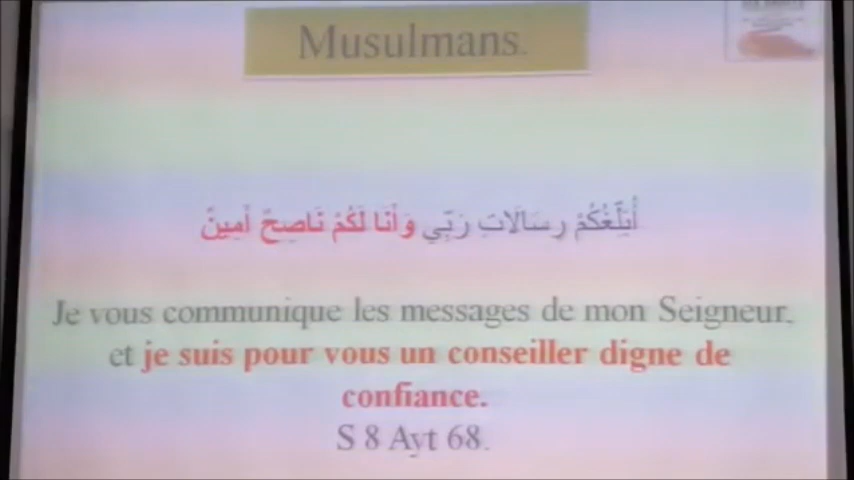 Musulmans.
أُبَلِّغُكُمْ رِسَالَاتِ رَبِّي وَأَنَا لَكُمْ نَاصِحٌ أَمِينٌ
Je vous communique les messages de mon Seigneur,
et je suis pour vous un conseiller digne de
confiance.
S 8 Ayt 68.